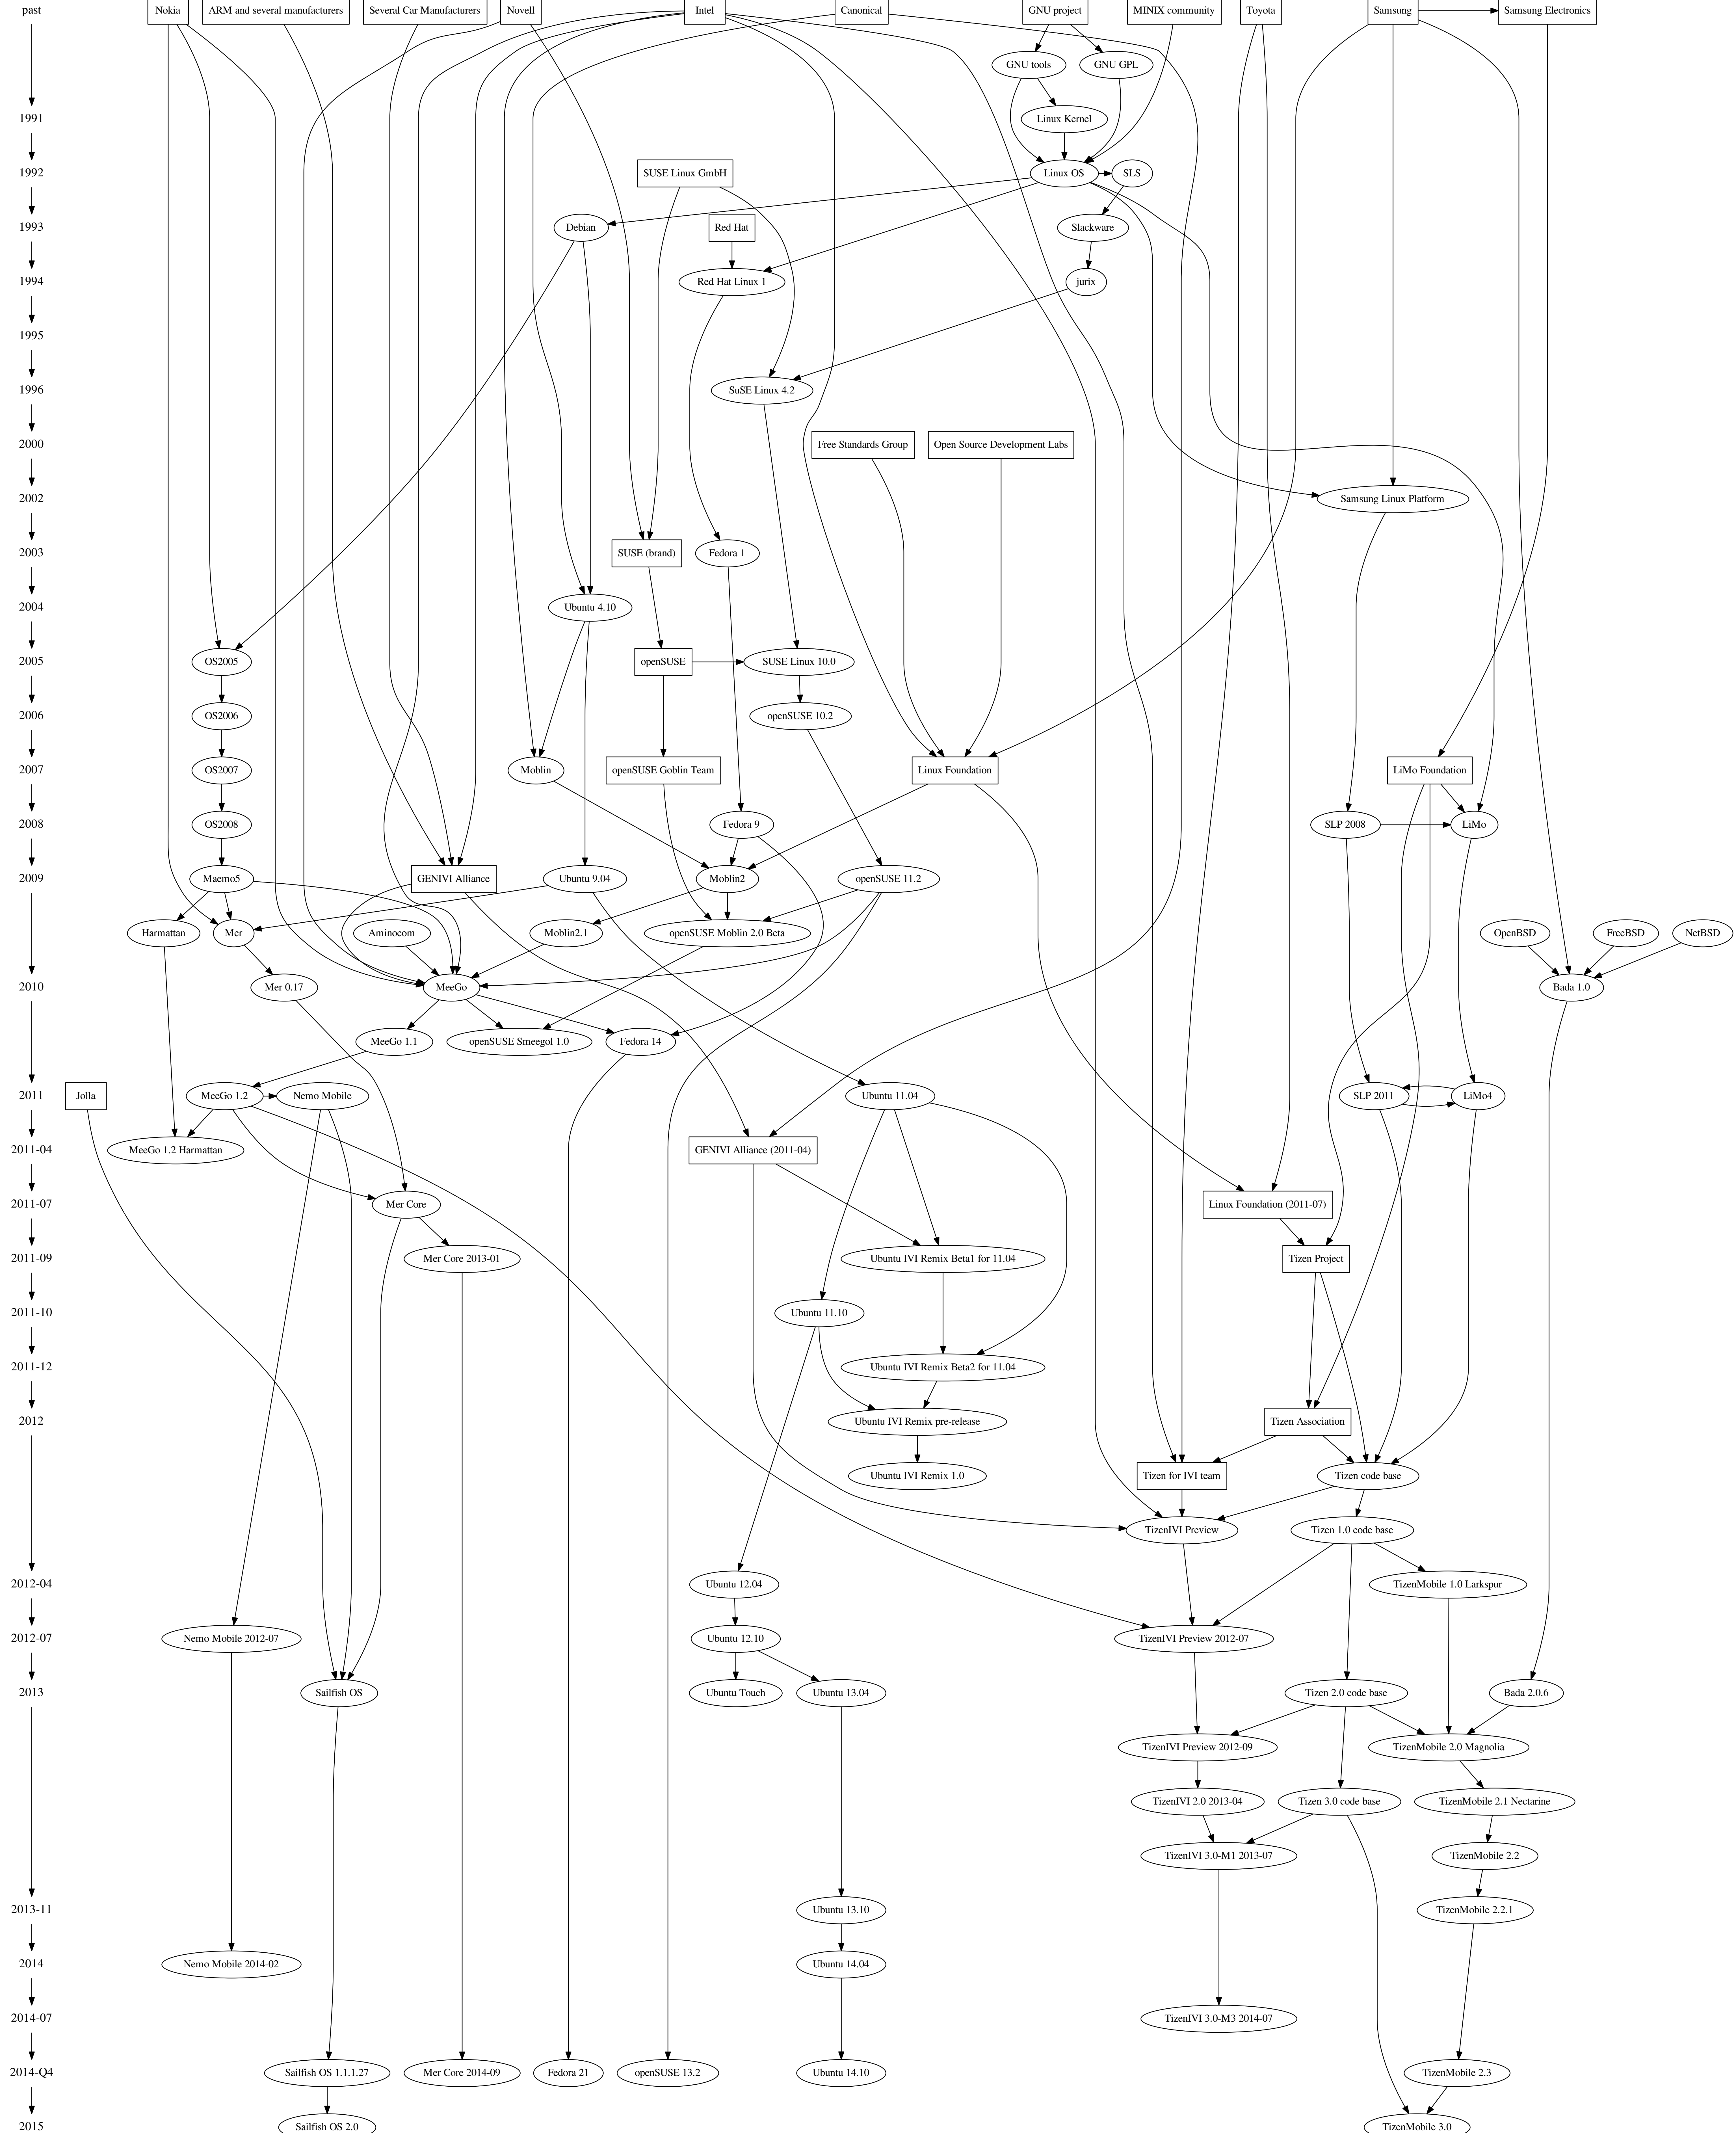 past
Nokia
ARM and several manufacturers
Several Car Manufacturers
Novell
Intel
Canonical
GNU project
MINIX community
Toyota
Samsung
Samsung Electronics
GNU tools
GNU GPL
1991
Linux Kernel
1992
SUSE Linux GmbH
Linux OS
SLS
1993
Debian
Red Hat
Slackware
1994
Red Hat Linux 1
jurix
1995
1996
SuSE Linux 4.2
2000
Free Standards Group
Open Source Development Labs
2002
Samsung Linux Platform
2003
SUSE (brand)
Fedora 1
2004
Ubuntu 4.10
2005
OS2005
openSUSE
SUSE Linux 10.0
2006
OS2006
openSUSE 10.2
2007
OS2007
Moblin
openSUSE Goblin Team
Linux Foundation
LiMo Foundation
2008
OS2008
Fedora 9
SLP 2008
LiMo
2009
Maemo5
GENIVI Alliance
Ubuntu 9.04
Moblin2
openSUSE 11.2
Harmattan
Mer
Aminocom
Moblin2.1
openSUSE Moblin 2.0 Beta
OpenBSD
FreeBSD
NetBSD
2010
Mer 0.17
MeeGo
Bada 1.0
MeeGo 1.1
openSUSE Smeegol 1.0
Fedora 14
2011
Jolla
MeeGo 1.2
Nemo Mobile
Ubuntu 11.04
SLP 2011
LiMo4
2011-04
MeeGo 1.2 Harmattan
GENIVI Alliance (2011-04)
2011-07
Mer Core
Linux Foundation (2011-07)
2011-09
Mer Core 2013-01
Ubuntu IVI Remix Beta1 for 11.04
Tizen Project
2011-10
Ubuntu 11.10
2011-12
Ubuntu IVI Remix Beta2 for 11.04
2012
Ubuntu IVI Remix pre-release
Tizen Association
Ubuntu IVI Remix 1.0
Tizen for IVI team
Tizen code base
TizenIVI Preview
Tizen 1.0 code base
2012-04
Ubuntu 12.04
TizenMobile 1.0 Larkspur
2012-07
Nemo Mobile 2012-07
Ubuntu 12.10
TizenIVI Preview 2012-07
2013
Sailfish OS
Ubuntu Touch
Ubuntu 13.04
Tizen 2.0 code base
Bada 2.0.6
TizenIVI Preview 2012-09
TizenMobile 2.0 Magnolia
TizenIVI 2.0 2013-04
Tizen 3.0 code base
TizenMobile 2.1 Nectarine
TizenIVI 3.0-M1 2013-07
TizenMobile 2.2
2013-11
Ubuntu 13.10
TizenMobile 2.2.1
2014
Nemo Mobile 2014-02
Ubuntu 14.04
2014-07
TizenIVI 3.0-M3 2014-07
2014-Q4
Sailfish OS 1.1.1.27
Mer Core 2014-09
Fedora 21
openSUSE 13.2
Ubuntu 14.10
TizenMobile 2.3
2015
Sailfish OS 2.0
TizenMobile 3.0